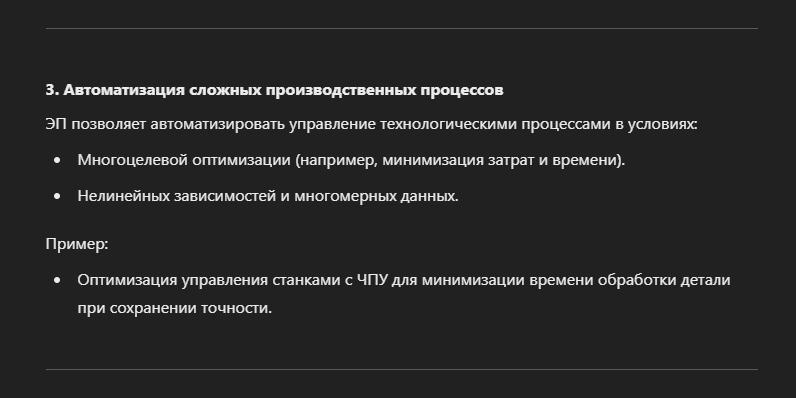 3. Автоматизация сложных производственных процессов
ЭП позволяет автоматизировать управление технологическими процессами в условиях:
• Многоцелевой оптимизации (например, минимизация затрат и времени).
• Нелинейных зависимостей и многомерных данных.
Пример:
• Оптимизация управления станками с ЧПУ для минимизации времени обработки детали
при сохранении точности.